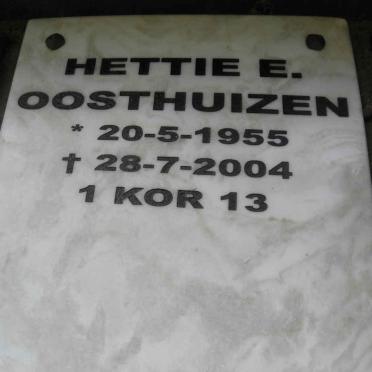 HETTIE E.
OOSTHUIZEN
* 20-5-1955
† 28-7-2004
1 KOR 13